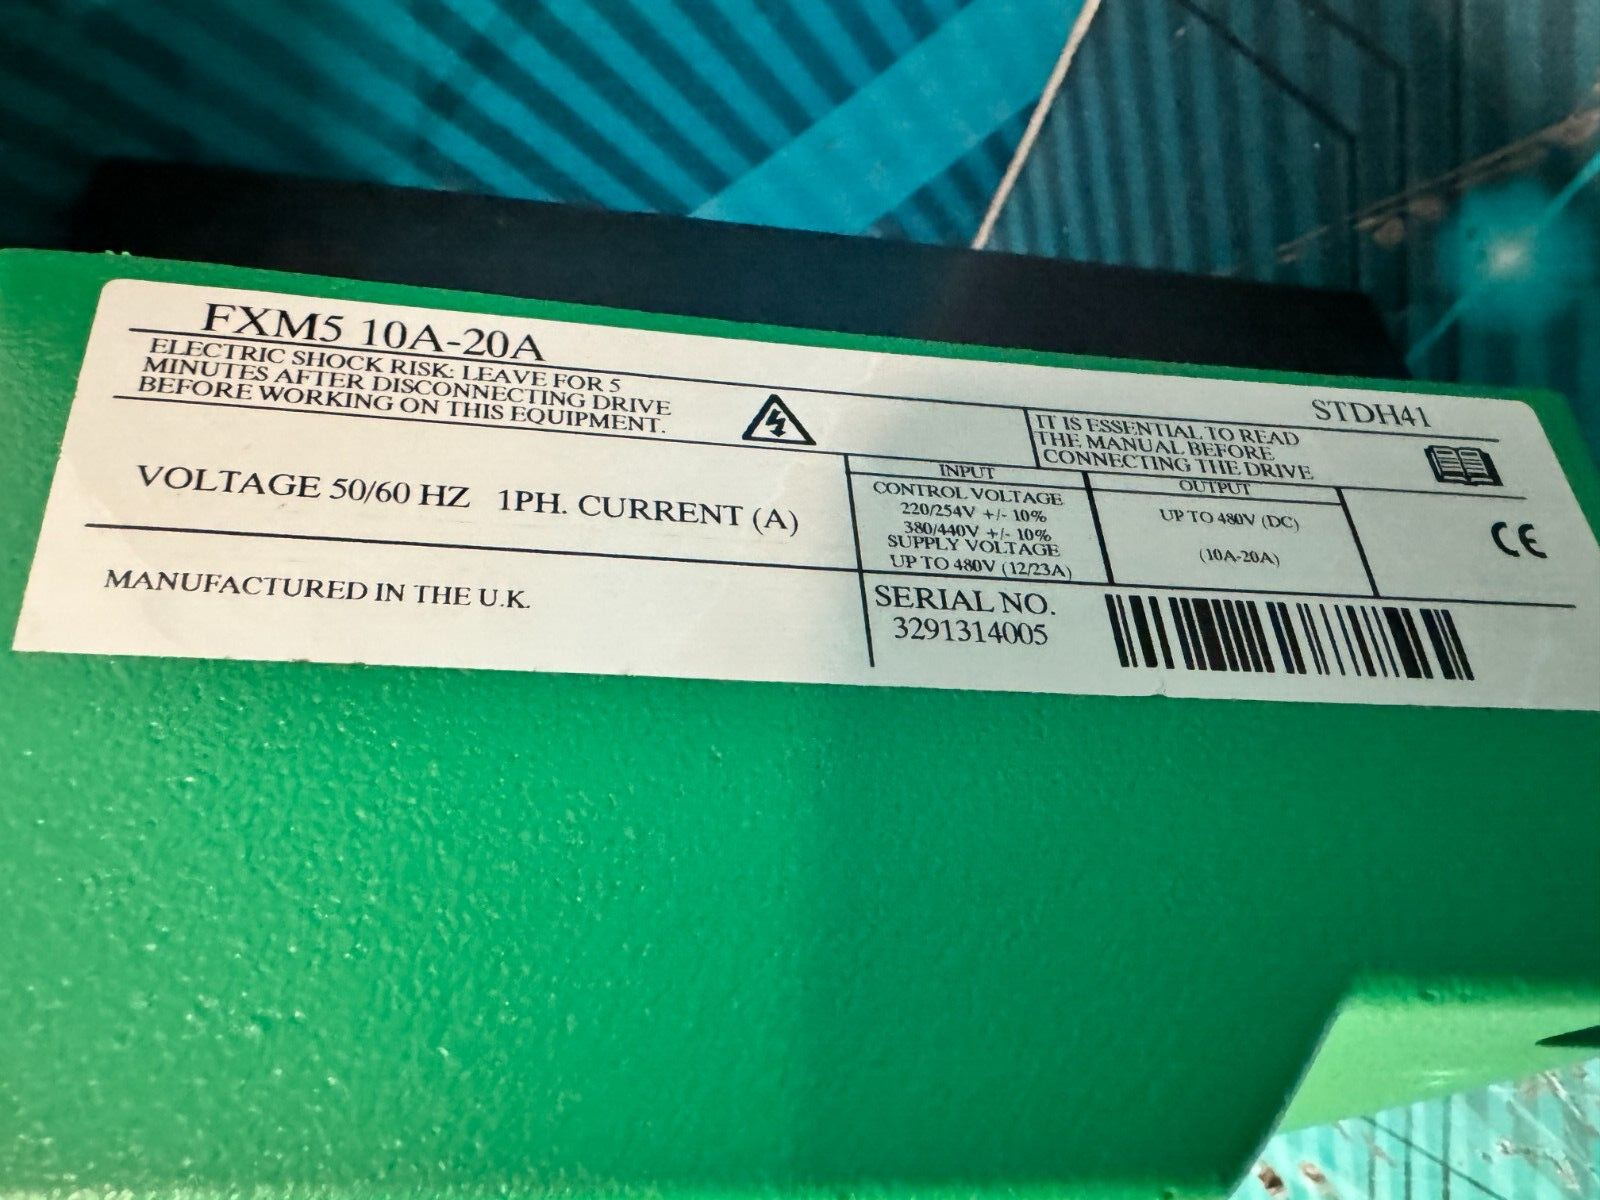 FXM5 10A-20A
STDH41
ELECTRIC SHOCK RISK: LEAVE FOR 5
MINUTES AFTER DISCONNECTING DRIVE
BEFORE WORKING ON THIS EQUIPMENT.
IT IS ESSENTIAL TO READ
THE MANUAL BEFORE
CONNECTING THE DRIVE
VOLTAGE 50/60 HZ 1PH. CURRENT (A)
INPUT
CONTROL VOLTAGE
220/254V +/- 10%
380/440V +/- 10%
SUPPLY VOLTAGE
UP TO 480V (12/23A)
OUTPUT
UP TO 480V (DC)
(10A-20A)
CE
MANUFACTURED IN THE U.K.
SERIAL NO.
3291314005